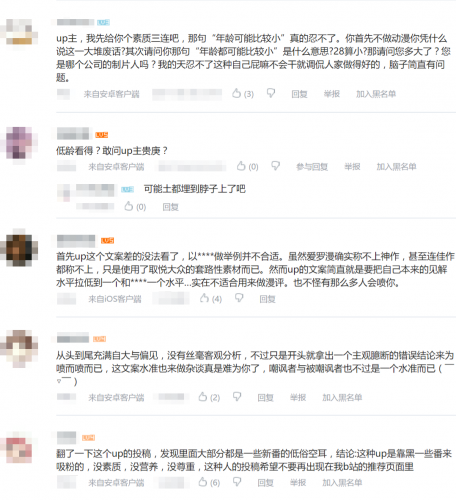 up主，我先给你个素质三连吧，那句“年龄可能比较小”真的忍不了。你首先不做动漫你凭什么
说这一大堆废话?其次请问你那句“年龄都可能比较小”是什么意思?28算小?那请问您多大了？您
是哪个公司的制片人吗？我的天忍不了这种自己屁嘛不会干就调侃人家做得好的，脑子简直有问
题。
来自安卓客户端 (3) 回复 举报 加入黑名单
低龄看得？敢问up主贵庚？
来自安卓客户端 (0) 参与回复 举报 加入黑名单
可能土都埋到脖子上了吧
(0) 回复
首先up这个文案差的没法看了，以****做举例并不合适。虽然爱罗漫确实称不上神作，甚至连佳作
都称不上，只是使用了取悦大众的套路性素材而已。然而up的文案简直就是要把自己本来的见解
水平拉低到一个和****一个水平...实在不适合用来做漫评。也不怪有那么多人会喷你。
来自iOS客户端 (4) 回复 举报 加入黑名单
从头到尾充满自大与偏见，没有丝毫客观分析，不过只是开头就拿出一个主观臆断的错误结论来为
喷而喷而已，这文案水准也来做杂谈真是难为你了，嘲讽者与被嘲讽者也不过是一个水准而已（￣
▽￣）
来自安卓客户端 (2) 回复 举报 加入黑名单
翻了一下这个up的投稿，发现里面大部分都是一些新番的低俗空耳，结论:这种up是靠黑一些番来
吸粉的，没素质，没营养，没尊重，这种人的投稿希望不要再出现在我b站的推荐页面里
来自安卓客户端 (6) 回复 举报 加入黑名单